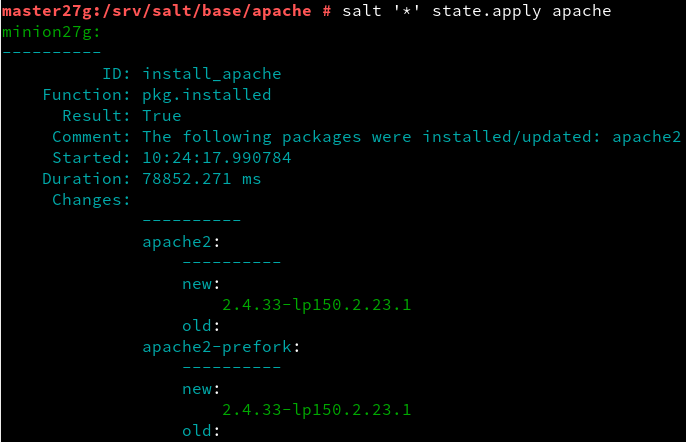 master27g:/srv/salt/base/apache # salt '*' state.apply apache
minion27g:
----------
          ID: install_apache
    Function: pkg.installed
      Result: True
     Comment: The following packages were installed/updated: apache2
     Started: 10:24:17.990784
    Duration: 78852.271 ms
     Changes:
              ----------
              apache2:
                  ----------
                  new:
                      2.4.33-lp150.2.23.1
                  old:
              apache2-prefork:
                  ----------
                  new:
                      2.4.33-lp150.2.23.1
                  old: